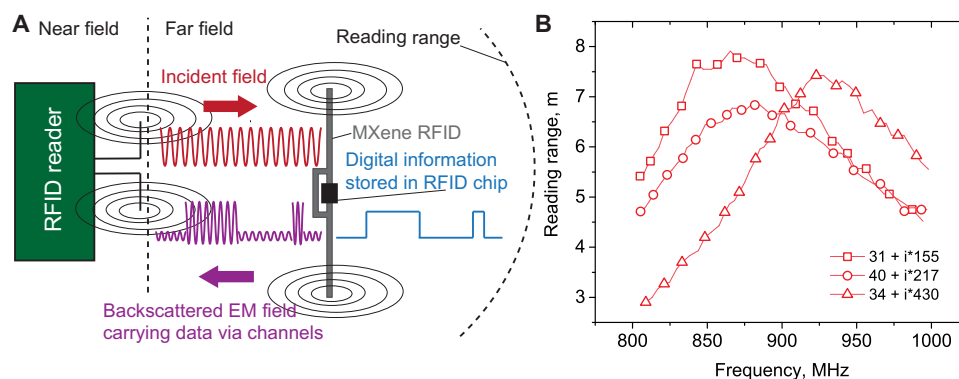 A
Near field
Far field
Reading range
Incident field
RFID reader
MXene RFID
Digital information
stored in RFID chip
Backscattered EM field
carrying data via channels
B
Reading range, m
8
7
6
5
4
3
31 + i*155
40 + i*217
34 + i*430
800
850
900
950
1000
Frequency, MHz